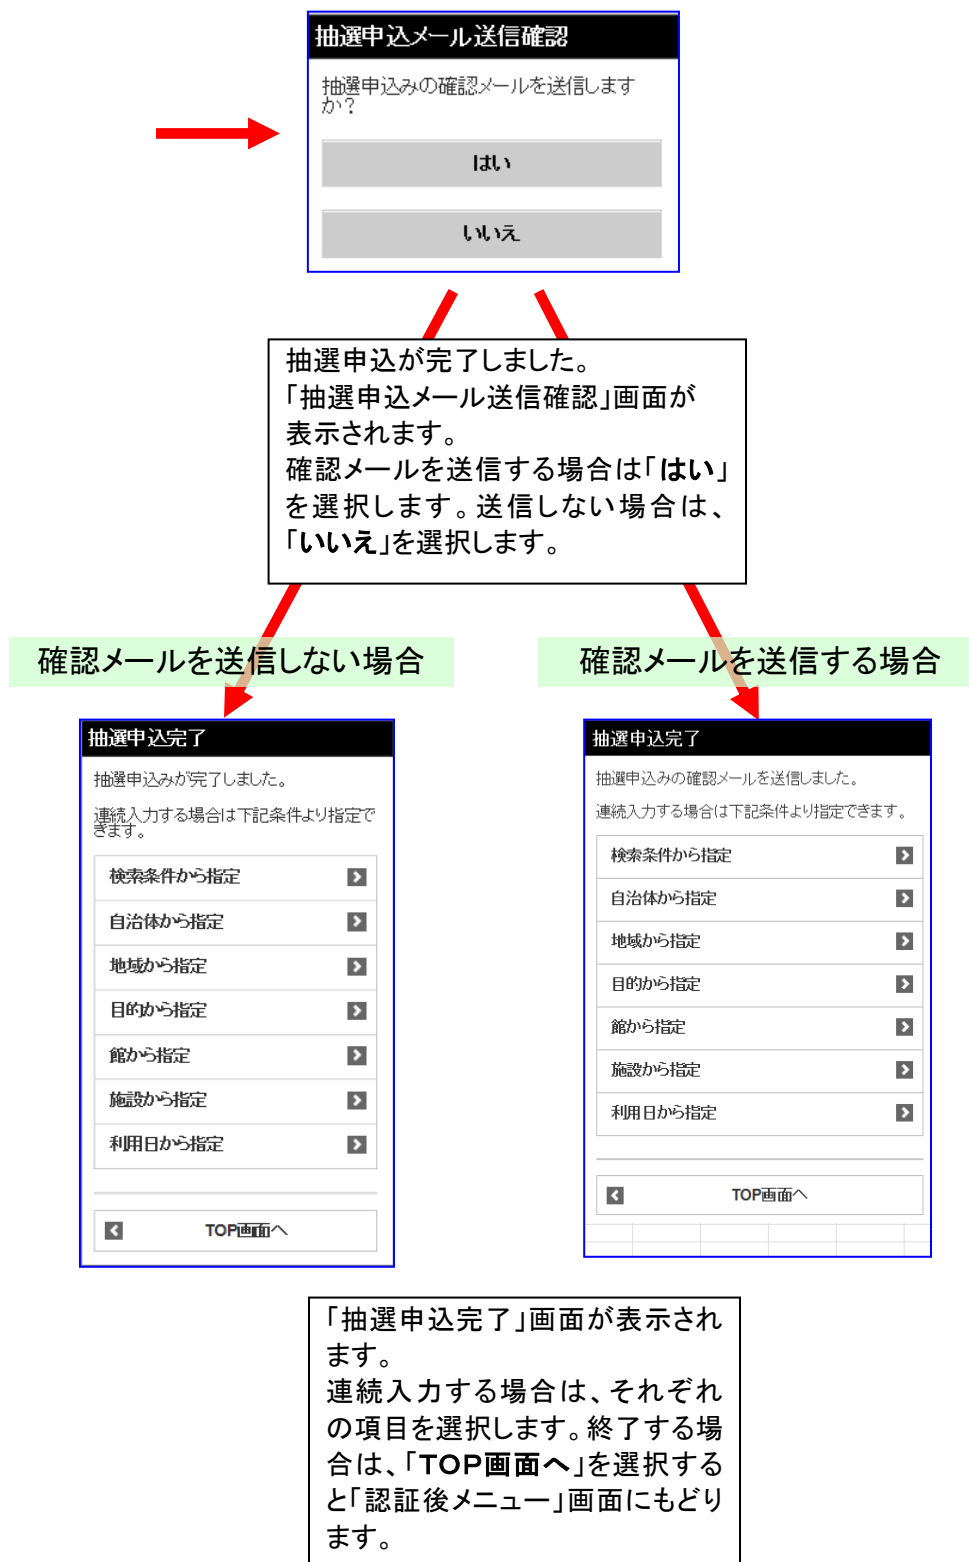 抽選申込メール送信確認
抽選申込みの確認メールを送信します
か？
はい
いいえ
抽選申込が完了しました。
「抽選申込メール送信確認」画面が
表示されます。
確認メールを送信する場合は「はい」
を選択します。送信しない場合は、
「いいえ」を選択します。
確認メールを送信しない場合
確認メールを送信する場合
抽選申込完了
抽選申込みが完了しました。
連続入力する場合は下記条件より指定で
きます。
検索条件から指定
自治体から指定
地域から指定
目的から指定
館から指定
施設から指定
利用日から指定
TOP画面へ
抽選申込完了
抽選申込みの確認メールを送信しました。
連続入力する場合は下記条件より指定できます。
検索条件から指定
自治体から指定
地域から指定
目的から指定
館から指定
施設から指定
利用日から指定
TOP画面へ
「抽選申込完了」画面が表示され
ます。
連続入力する場合は、それぞれ
の項目を選択します。終了する場
合は、「ＴＯＰ画面へ」を選択する
と「認証後メニュー」画面にもどり
ます。